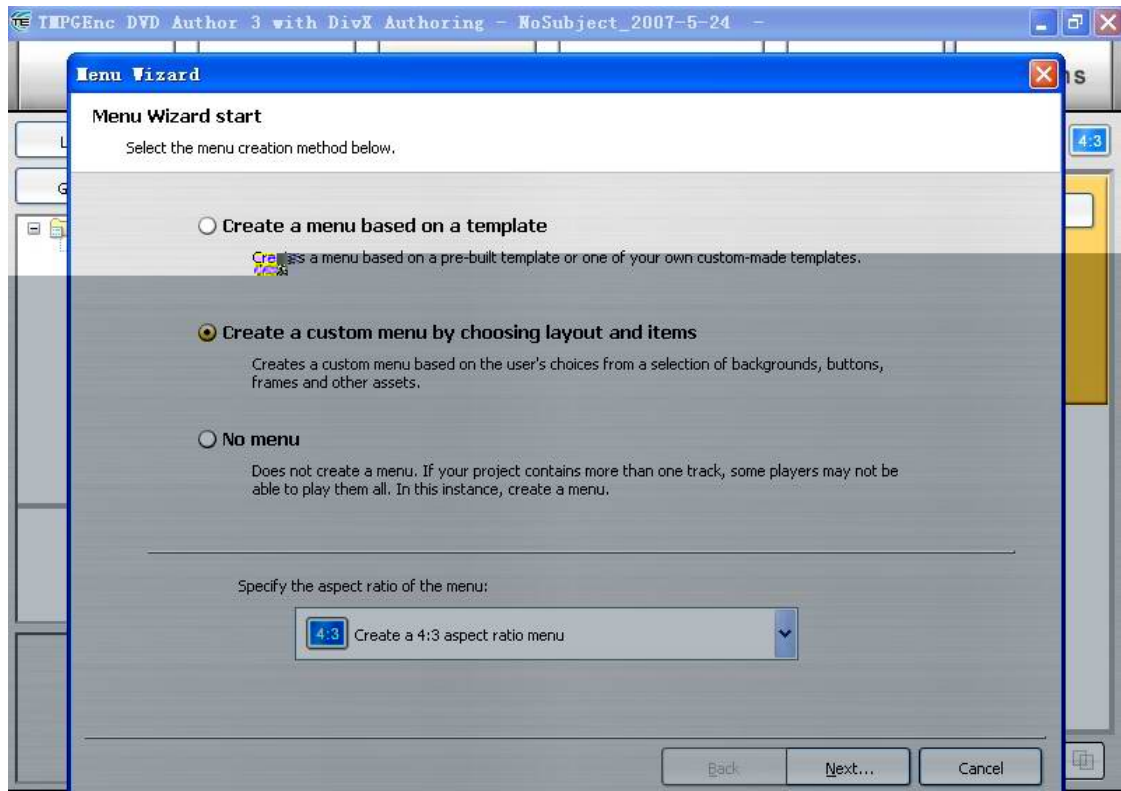 TMPGEnc DVD Author 3 with DivX Authoring - NoSubject_2007-5-24 -
ns
Menu Wizard
Menu Wizard start
L
4:3
Select the menu creation method below.
G
Create a menu based on a template
Creates a menu based on a pre-built template or one of your own custom-made templates.
Create a custom menu by choosing layout and items
Creates a custom menu based on the user's choices from a selection of backgrounds, buttons,
frames and other assets.
No menu
Does not create a menu. If your project contains more than one track, some players may not be
able to play them all. In this instance, create a menu.
Specify the aspect ratio of the menu:
4:3 Create a 4:3 aspect ratio menu
Back Next... Cancel